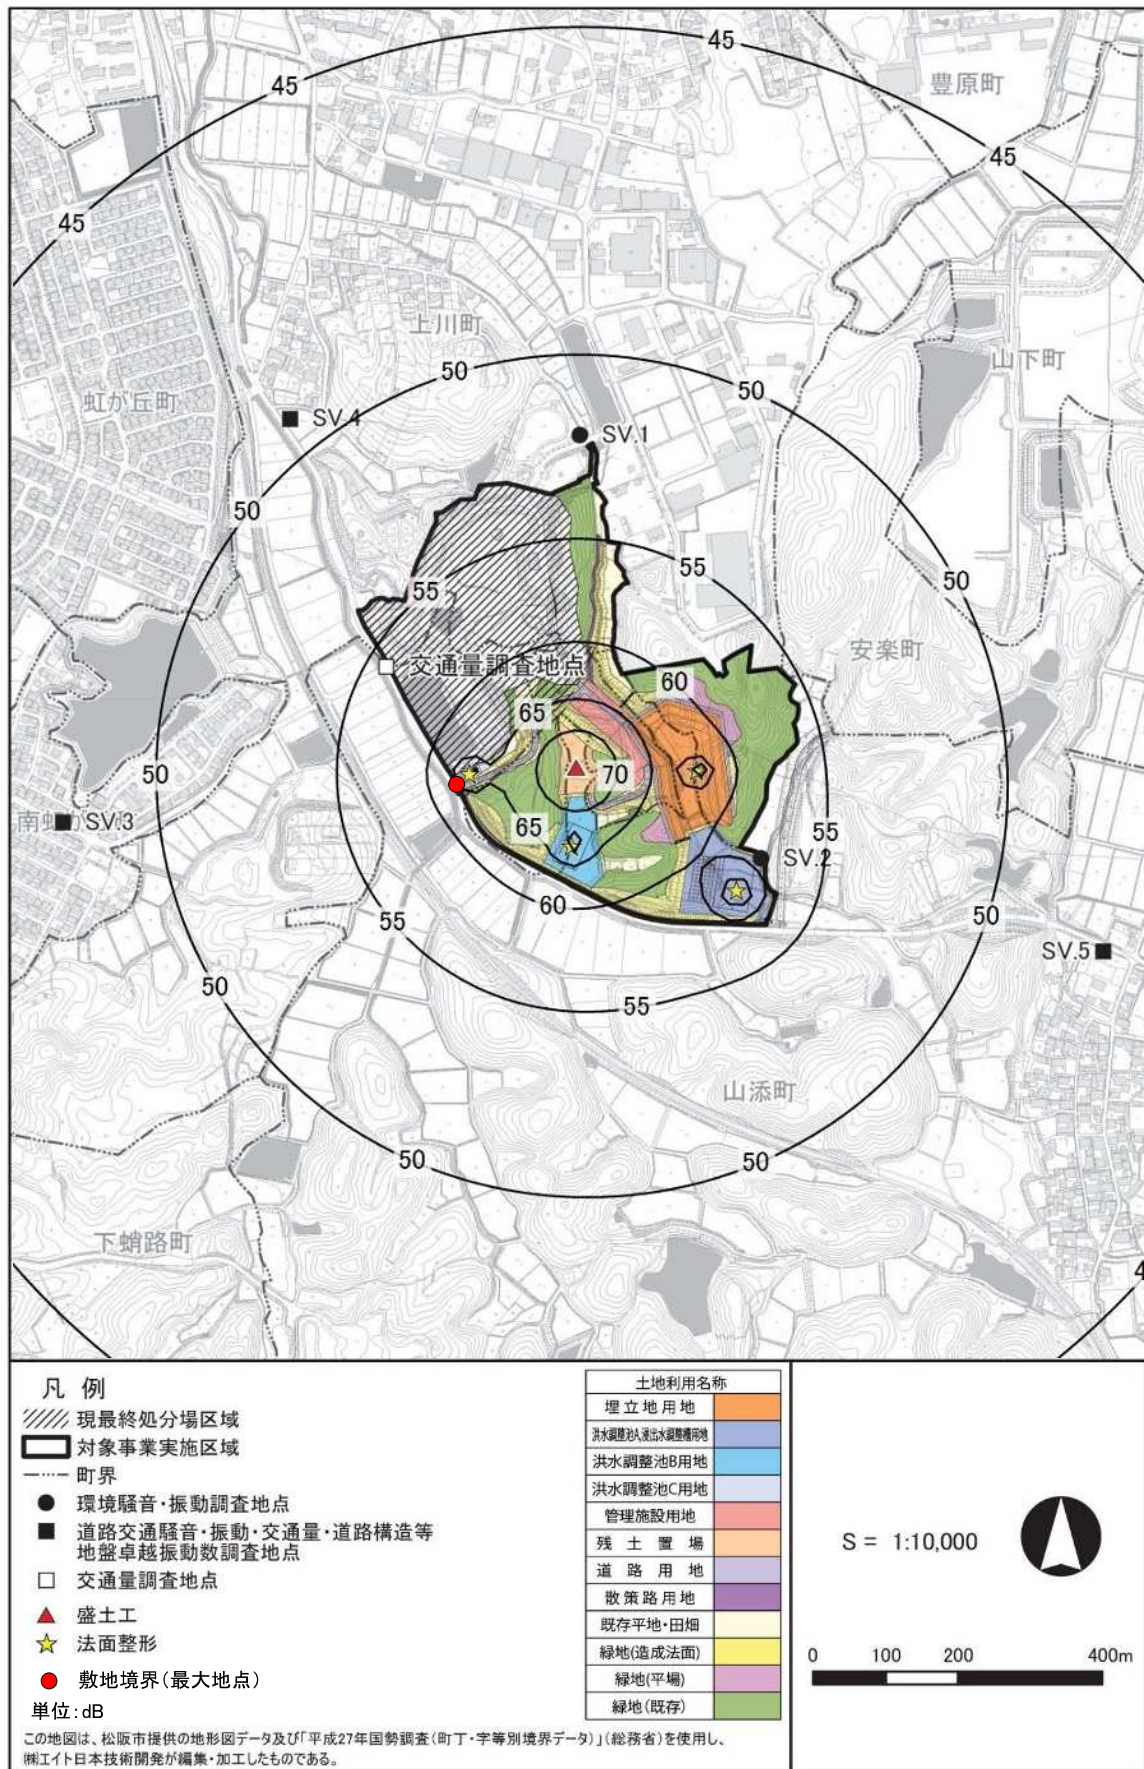 45
45
豊原町
45
45
上川町
50
50
山下町
虹が丘町
SV.4
SV.1
50
50
55
55
安楽町
交通量調査地点
60
65
50
70
SV.3
65
55
SV.2
60
50
55
SV.5
50
55
山添町
50
50
下蛸路町
凡 例
現最終処分場区域
対象事業実施区域
町界
環境騒音・振動調査地点
道路交通騒音・振動・交通量・道路構造等
地盤卓越振動数調査地点
交通量調査地点
盛土工
法面整形
敷地境界(最大地点)
単位:dB
土地利用名称
埋立地用地
洪水調整池A,浸出水調整槽用地
洪水調整池B用地
洪水調整池C用地
管理施設用地
残土置場
道路用地
散策路用地
既存平地・田畑
緑地(造成法面)
緑地(平場)
緑地(既存)
S = 1:10,000
0 100 200 400m
この地図は、松阪市提供の地形図データ及び「平成27年国勢調査(町丁・字等別境界データ)」(総務省)を使用し、
㈱エイト日本技術開発が編集・加工したものである。